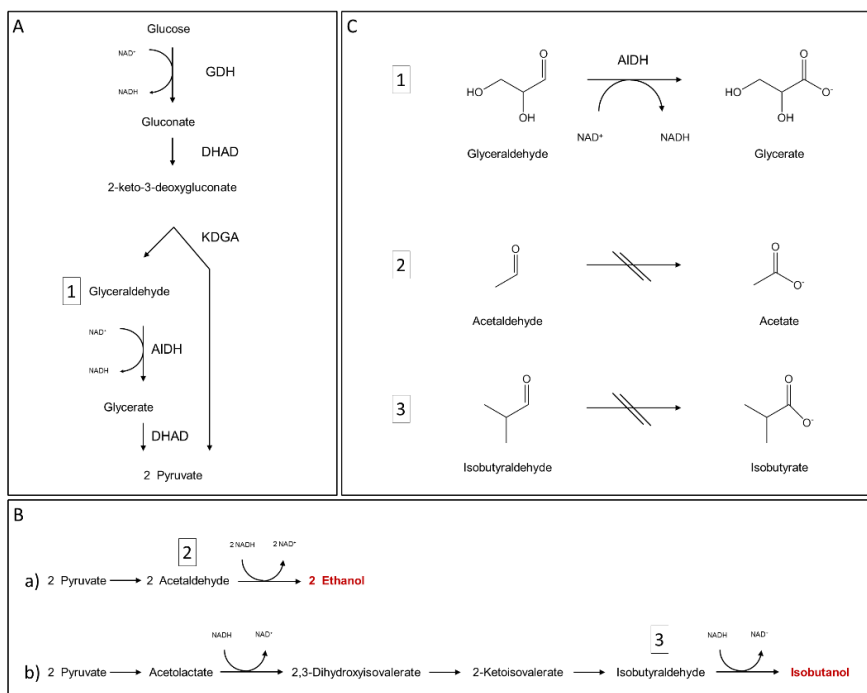 A
Glucose
NAD⁺
GDH
NADH
Gluconate
DHAD
2-keto-3-deoxygluconate
KDGA
1 Glyceraldehyde
NAD⁺
AlDH
NADH
Glycerate
DHAD
2 Pyruvate
C
1
HO
OH
O
Glyceraldehyde
AlDH
NAD⁺ NADH
HO
OH
O
O⁻
Glycerate
2
O
Acetaldehyde
O
O⁻
Acetate
3
O
Isobutyraldehyde
O
O⁻
Isobutyrate
B
2
2 NADH 2 NAD⁺
a) 2 Pyruvate 2 Acetaldehyde 2 Ethanol
NADH NAD⁺ 3 NADH NAD⁺
b) 2 Pyruvate Acetolactate 2,3-Dihydroxyisovalerate 2-Ketoisovalerate Isobutyraldehyde Isobutanol